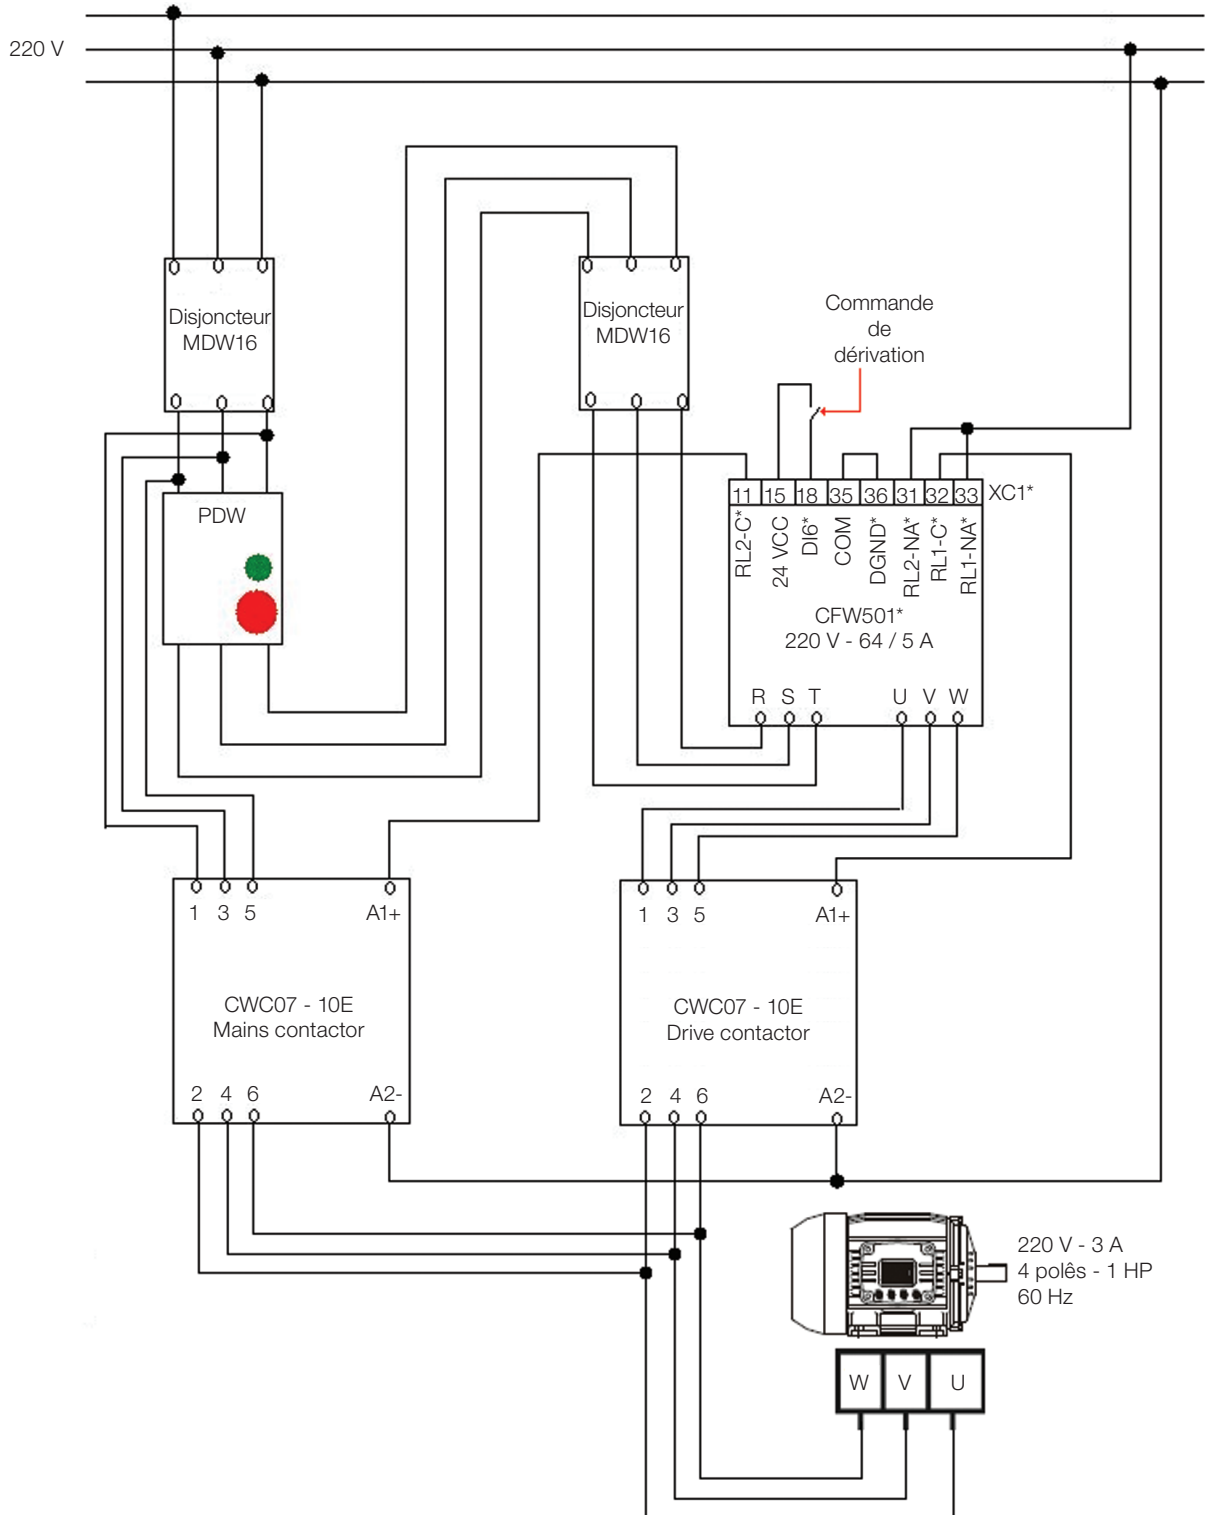 220 V
Disjoncteur
MDW16
Disjoncteur
MDW16
Commande
de
dérivation
11 15 18 35 36 31 32 33 XC1*
RL2-C*
24 VCC
DI6*
COM
DGND*
RL2-NA*
RL1-C*
RL1-NA*
PDW
CFW501*
220 V - 64 / 5 A
R S T U V W
1 3 5 A1+
1 3 5 A1+
CWC07 - 10E
Mains contactor
CWC07 - 10E
Drive contactor
2 4 6 A2-
2 4 6 A2-
220 V - 3 A
4 polês - 1 HP
60 Hz
W V U